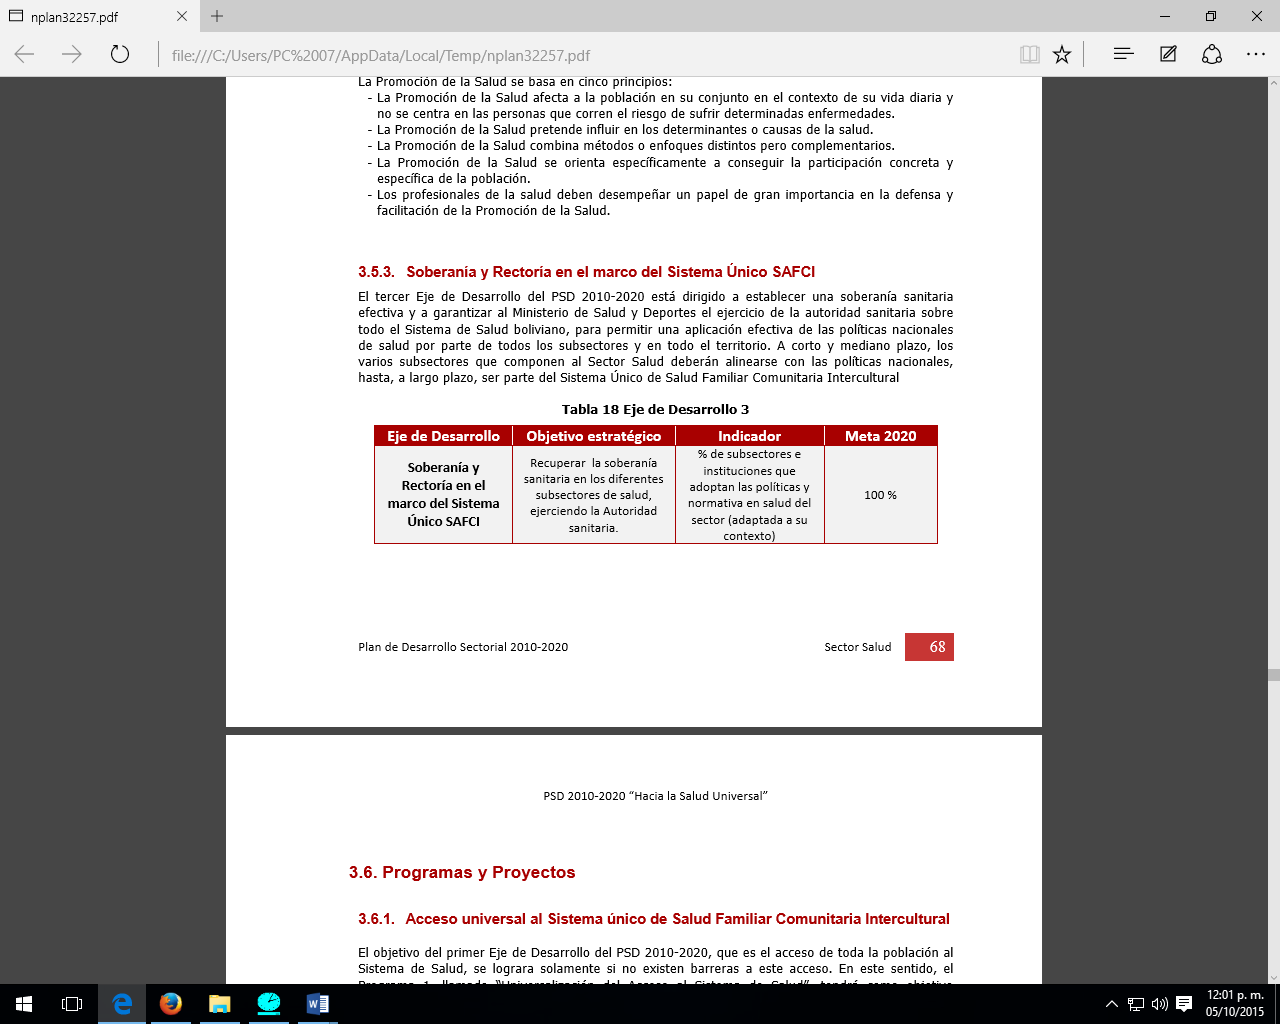 nplan32257.pdf
file:///C:/Users/PC%2007/AppData/Local/Temp/nplan32257.pdf
La Promoción de la Salud se basa en cinco principios:
- La Promoción de la Salud afecta a la población en su conjunto en el contexto de su vida diaria y
no se centra en las personas que corren el riesgo de sufrir determinadas enfermedades.
- La Promoción de la Salud pretende influir en los determinantes o causas de la salud.
- La Promoción de la Salud combina métodos o enfoques distintos pero complementarios.
- La Promoción de la Salud se orienta específicamente a conseguir la participación concreta y
específica de la población.
- Los profesionales de la salud deben desempeñar un papel de gran importancia en la defensa y
facilitación de la Promoción de la Salud.
3.5.3. Soberanía y Rectoría en el marco del Sistema Único SAFCI
El tercer Eje de Desarrollo del PSD 2010-2020 está dirigido a establecer una soberanía sanitaria
efectiva y a garantizar al Ministerio de Salud y Deportes el ejercicio de la autoridad sanitaria sobre
todo el Sistema de Salud boliviano, para permitir una aplicación efectiva de las políticas nacionales
de salud por parte de todos los subsectores y en todo el territorio. A corto y mediano plazo, los
varios subsectores que componen al Sector Salud deberán alinearse con las políticas nacionales,
hasta, a largo plazo, ser parte del Sistema Único de Salud Familiar Comunitaria Intercultural
Tabla 18 Eje de Desarrollo 3
Eje de Desarrollo Objetivo estratégico Indicador Meta 2020
Soberanía y
Rectoría en el
marco del Sistema
Único SAFCI
Recuperar la soberanía
sanitaria en los diferentes
subsectores de salud,
ejerciendo la Autoridad
sanitaria.
% de subsectores e
instituciones que
adoptan las políticas y
normativa en salud del
sector (adaptada a su
contexto)
100 %
Plan de Desarrollo Sectorial 2010-2020 Sector Salud 68
PSD 2010-2020 “Hacia la Salud Universal”
3.6. Programas y Proyectos
3.6.1. Acceso universal al Sistema único de Salud Familiar Comunitaria Intercultural
El objetivo del primer Eje de Desarrollo del PSD 2010-2020, que es el acceso de toda la población al
Sistema de Salud, se lograra solamente si no existen barreras a este acceso. En este sentido, el
Programa 1, llamado “Universalización del Acceso al Sistema de Salud”, tendrá como objetivo
12:01 p. m.
05/10/2015